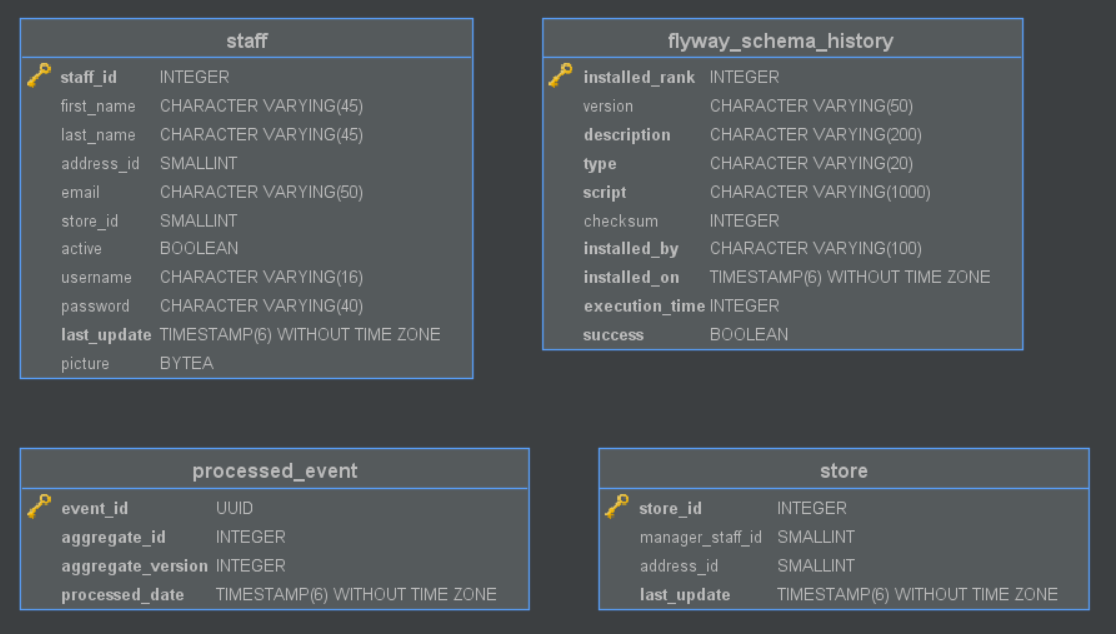 staff
staff_id INTEGER
first_name CHARACTER VARYING(45)
last_name CHARACTER VARYING(45)
address_id SMALLINT
email CHARACTER VARYING(50)
store_id SMALLINT
active BOOLEAN
username CHARACTER VARYING(16)
password CHARACTER VARYING(40)
last_update TIMESTAMP(6) WITHOUT TIME ZONE
picture BYTEA
flyway_schema_history
installed_rank INTEGER
version CHARACTER VARYING(50)
description CHARACTER VARYING(200)
type CHARACTER VARYING(20)
script CHARACTER VARYING(1000)
checksum INTEGER
installed_by CHARACTER VARYING(100)
installed_on TIMESTAMP(6) WITHOUT TIME ZONE
execution_time INTEGER
success BOOLEAN
processed_event
event_id UUID
aggregate_id INTEGER
aggregate_version INTEGER
processed_date TIMESTAMP(6) WITHOUT TIME ZONE
store
store_id INTEGER
manager_staff_id SMALLINT
address_id SMALLINT
last_update TIMESTAMP(6) WITHOUT TIME ZONE